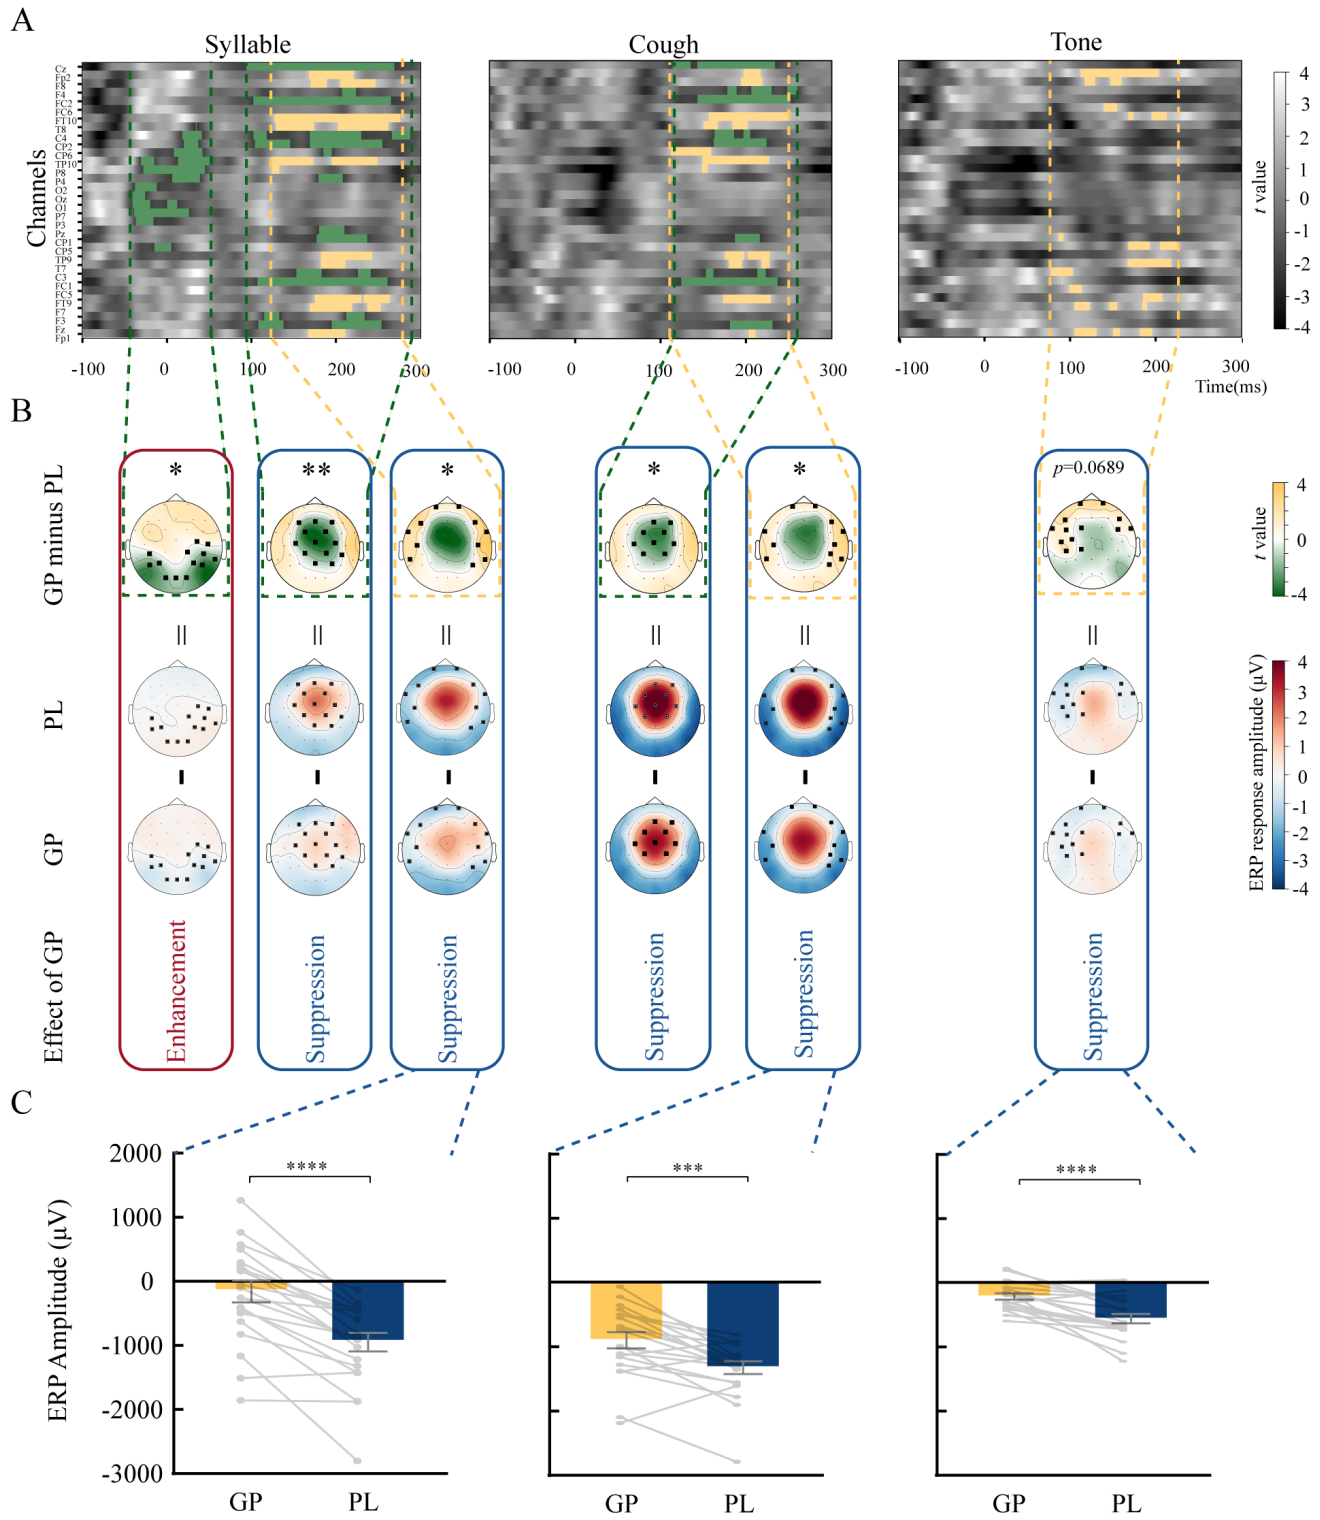 A
Syllable
Cough
Tone
Channels
Cz
Fp2
F8
F4
FC2
FC6
FT10
T8
C4
CP2
CP6
TP10
P8
P4
O2
Oz
O1
P7
P3
Pz
CP1
CP5
TP9
T7
C3
FC1
FC5
FT9
F7
F3
Fz
Fp1
4
3
2
1
0
-1
-2
-3
-4
t value
-100 0 100 200 300
-100 0 100 200 300
-100 0 100 200 300
Time(ms)
B
GP minus PL
* ** * * * p=0.0689
4
0
-4
t value
= = = = = =
PL
- - - - - -
GP
4
3
2
1
0
-1
-2
-3
-4
ERP response amplitude (μV)
Effect of GP
Enhancement
Suppression
Suppression
Suppression
Suppression
Suppression
C
ERP Amplitude (μV)
2000
1000
0
-1000
-2000
-3000
**** *** ****
GP PL GP PL GP PL